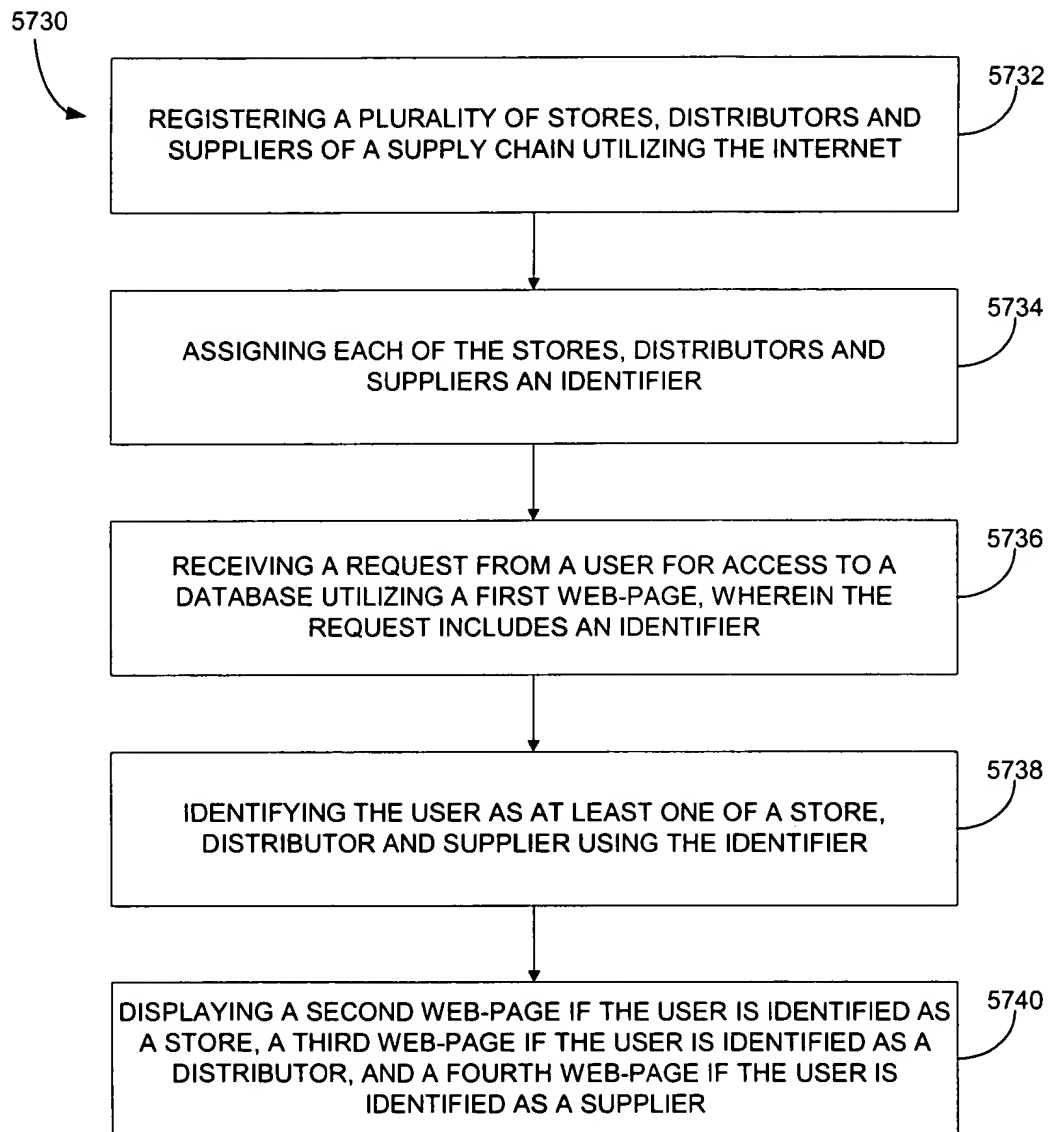 5730
5732
REGISTERING A PLURALITY OF STORES, DISTRIBUTORS AND
SUPPLIERS OF A SUPPLY CHAIN UTILIZING THE INTERNET
5734
ASSIGNING EACH OF THE STORES, DISTRIBUTORS AND
SUPPLIERS AN IDENTIFIER
5736
RECEIVING A REQUEST FROM A USER FOR ACCESS TO A
DATABASE UTILIZING A FIRST WEB-PAGE, WHEREIN THE
REQUEST INCLUDES AN IDENTIFIER
5738
IDENTIFYING THE USER AS AT LEAST ONE OF A STORE,
DISTRIBUTOR AND SUPPLIER USING THE IDENTIFIER
5740
DISPLAYING A SECOND WEB-PAGE IF THE USER IS IDENTIFIED AS
A STORE, A THIRD WEB-PAGE IF THE USER IS IDENTIFIED AS A
DISTRIBUTOR, AND A FOURTH WEB-PAGE IF THE USER IS
IDENTIFIED AS A SUPPLIER